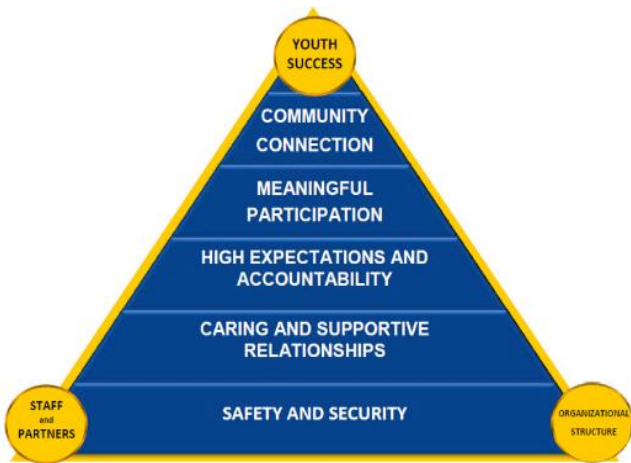 YOUTH
SUCCESS
COMMUNITY
CONNECTION
MEANINGFUL
PARTICIPATION
HIGH EXPECTATIONS AND
ACCOUNTABILITY
CARING AND SUPPORTIVE
RELATIONSHIPS
STAFF
and
PARTNERS
SAFETY AND SECURITY
ORGANIZATIONAL
STRUCTURE